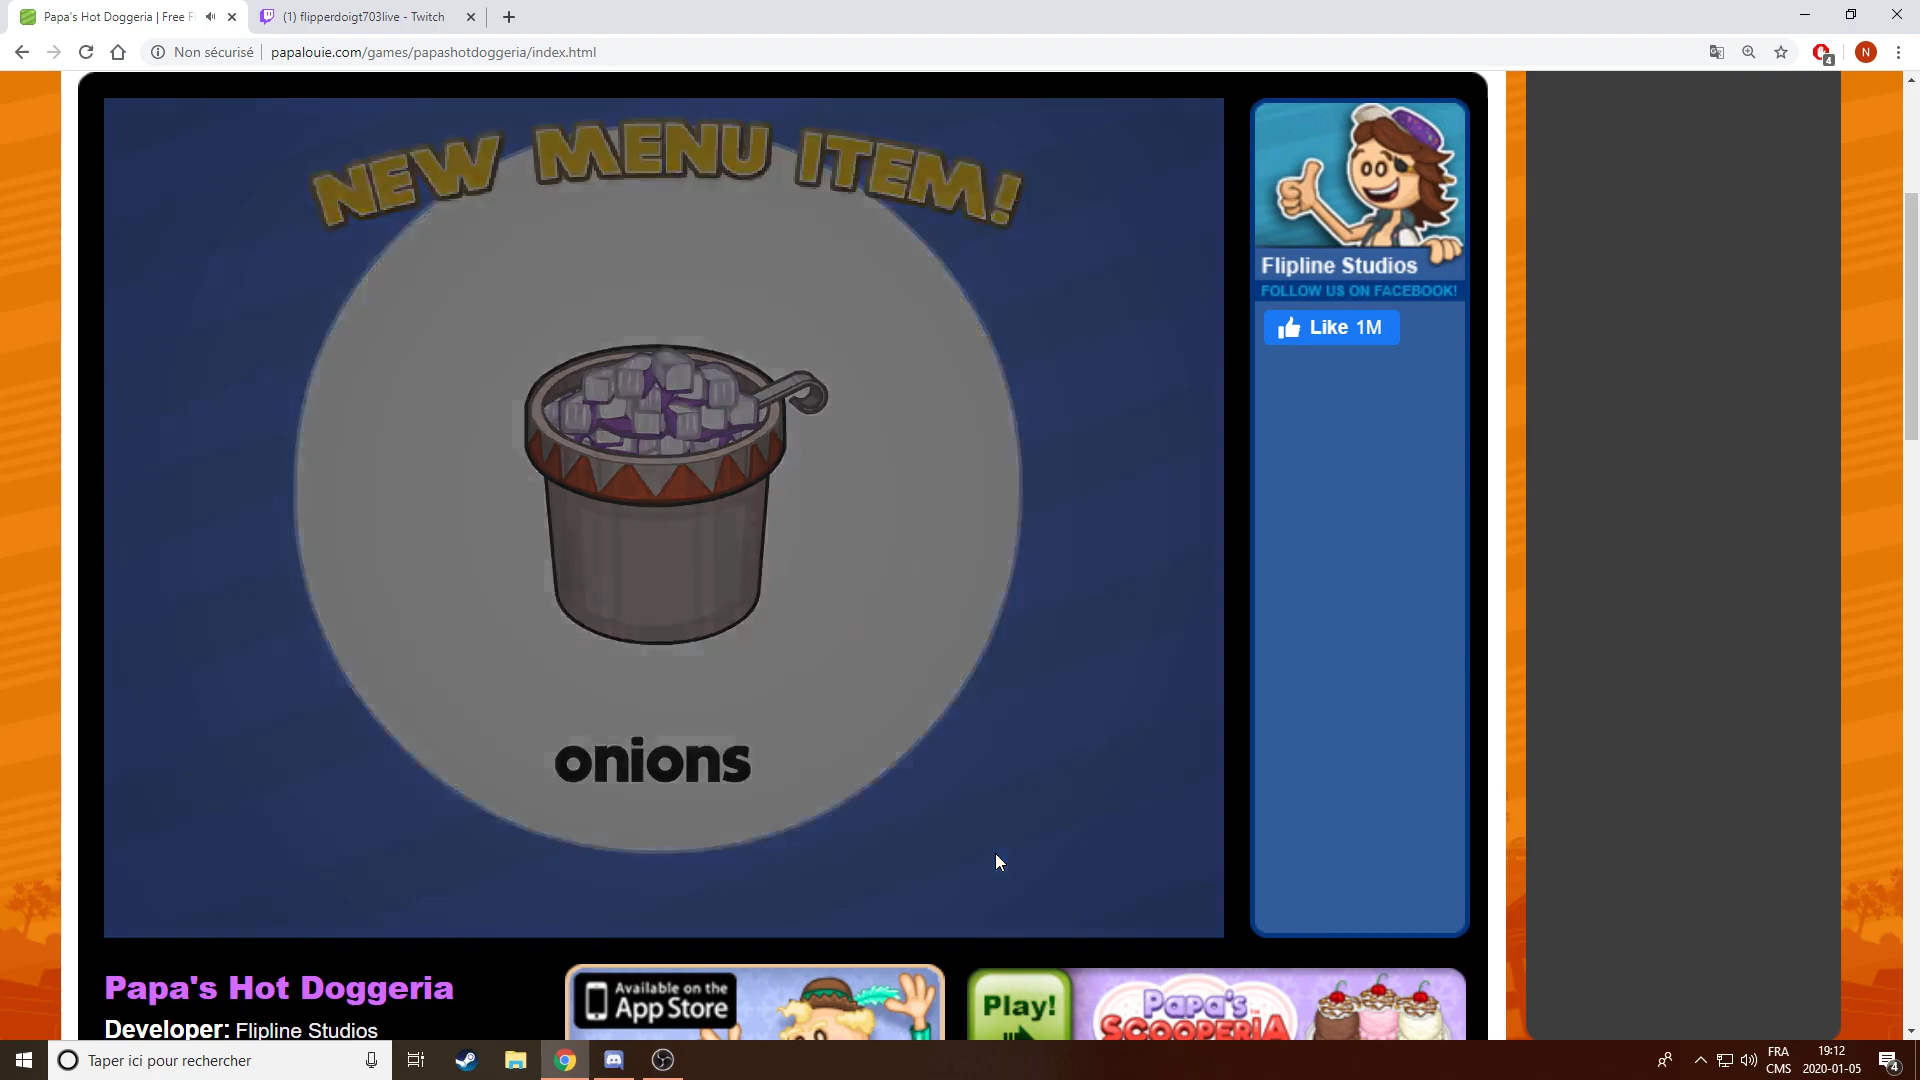 Papa's Hot Doggeria | Free F
(1) flipperdoigt703live - Twitch
Non sécurisé
papalouie.com/games/papashotdoggeria/index.html
4
N
NEW MENU ITEM!
onions
Flipline Studios
FOLLOW US ON FACEBOOK!
Like 1M
Papa's Hot Doggeria
Developer: Flipline Studios
Available on the
App Store
Play!
Papa's
SCOOPERIA
Taper ici pour rechercher
FRA
CMS
19:12
2020-01-05
4